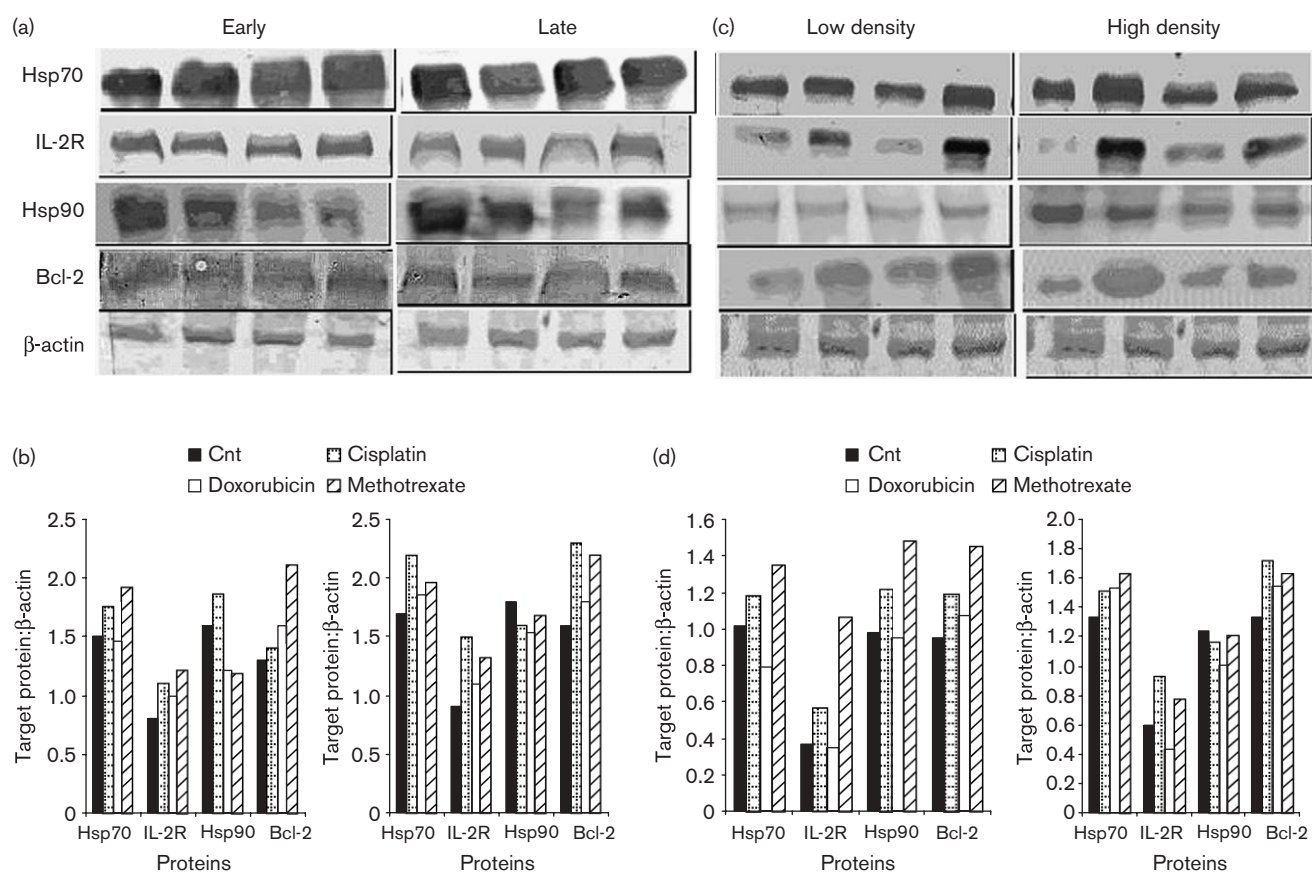 (a)
Early
Late
Hsp70
IL-2R
Hsp90
Bcl-2
β-actin
(c)
Low density
High density
(b)
Cnt
Cisplatin
Doxorubicin
Methotrexate
Target protein:β-actin
2.5
2.0
1.5
1.0
0.5
0
Hsp70 IL-2R Hsp90 Bcl-2
Proteins
Target protein:β-actin
2.5
2.0
1.5
1.0
0.5
0
Hsp70 IL-2R Hsp90 Bcl-2
Proteins
(d)
Cnt
Cisplatin
Doxorubicin
Methotrexate
Target protein:β-actin
1.6
1.4
1.2
1.0
0.8
0.6
0.4
0.2
0
Hsp70 IL-2R Hsp90 Bcl-2
Proteins
Target protein:β-actin
2.0
1.8
1.6
1.4
1.2
1.0
0.8
0.6
0.4
0.2
0
Hsp70 IL-2R Hsp90 Bcl-2
Proteins